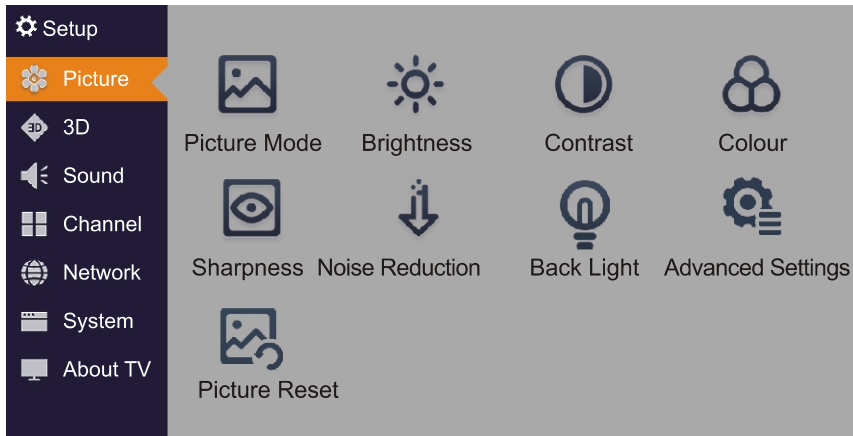 Setup
Picture
3D
3D
Sound
Channel
Network
System
About TV
Picture Mode
Brightness
Contrast
Colour
Sharpness
Noise Reduction
Back Light
Advanced Settings
Picture Reset